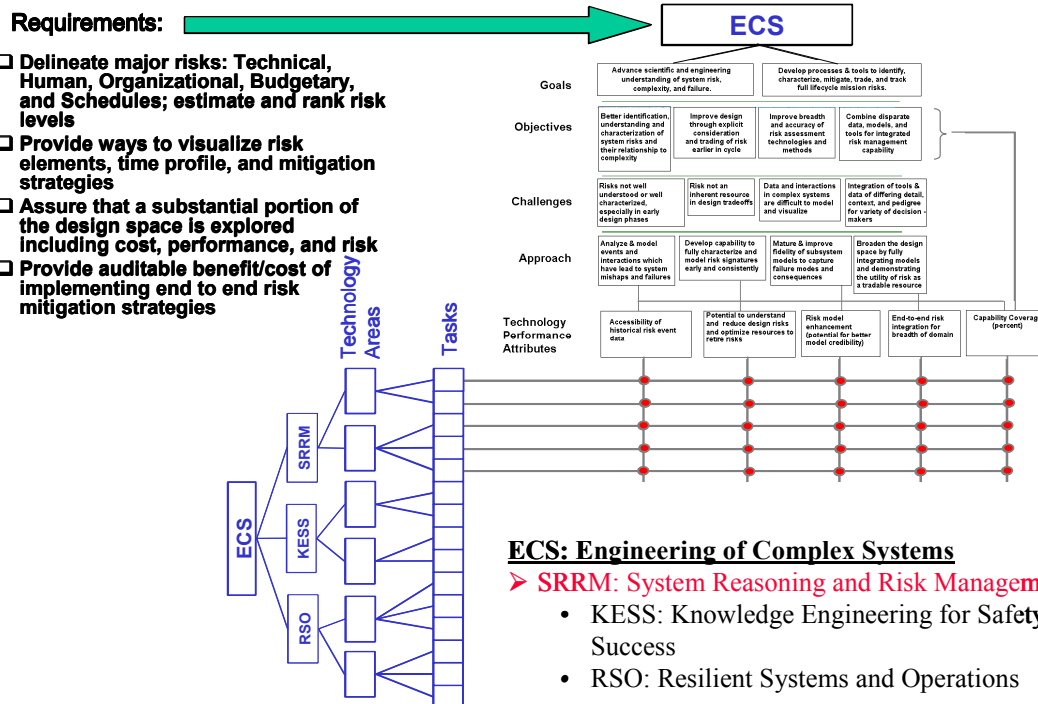 Requirements:
❑ Delineate major risks: Technical,
Human, Organizational, Budgetary,
and Schedules; estimate and rank risk
levels
❑ Provide ways to visualize risk
elements, time profile, and mitigation
strategies
❑ Assure that a substantial portion of
the design space is explored
including cost, performance, and risk
❑ Provide auditable benefit/cost of
implementing end to end risk
mitigation strategies
ECS
Goals
Advance scientific and engineering
understanding of system risk,
complexity, and failure.
Develop processes & tools to identify,
characterize, mitigate, trade, and track
full lifecycle mission risks.
Objectives
Better identification,
understanding and
characterization of
system risks and
their relationship to
complexity
Improve design
through explicit
consideration
and trading of risk
earlier in cycle
Improve breadth
and accuracy of
risk assessment
technologies and
methods
Combine disparate
data, models, and
tools for integrated
risk management
capability
Challenges
Risks not well
understood or well
characterized,
especially in early
design phases
Risk not an
inherent resource
in design tradeoffs
Data and interactions
in complex systems
are difficult to model
and visualize
Integration of tools &
data of differing detail,
context, and pedigree
for variety of decision -
makers
Approach
Analyze & model
events and
interactions which
have lead to system
mishaps and failures
Develop capability to
fully characterize and
model risk signatures
early and consistently
Mature & improve
fidelity of subsystem
models to capture
failure modes and
consequences
Broaden the design
space by fully
integrating models
and demonstrating
the utility of risk as
a tradable resource
Technology
Performance
Attributes
Accessibility of
historical risk event
data
Potential to understand
and reduce design risks
and optimize resources to
retire risks
Risk model
enhancement
(potential for better
model credibility)
End-to-end risk
integration for
breadth of domain
Capability Coverag
(percent)
Technology
Areas
Tasks
ECS
SRRM
KESS
RSO
ECS: Engineering of Complex Systems
➢ SRRM: System Reasoning and Risk Managem
• KESS: Knowledge Engineering for Safety
Success
• RSO: Resilient Systems and Operations